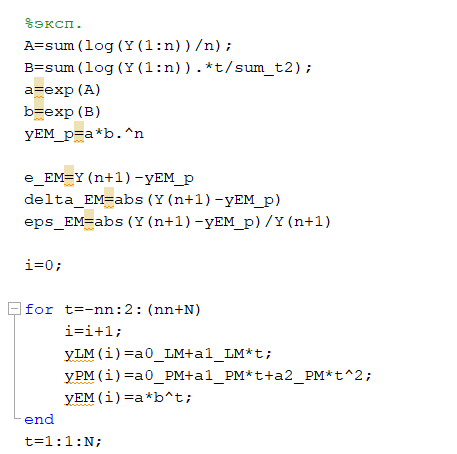 %эксп.
A=sum(log(Y(1:n))/n);
B=sum(log(Y(1:n)).*t/sum_t2);
a=exp(A)
b=exp(B)
yEM_p=a*b.^n
e_EM=Y(n+1)-yEM_p
delta_EM=abs(Y(n+1)-yEM_p)
eps_EM=abs(Y(n+1)-yEM_p)/Y(n+1)
i=0;
for t=-nn:2:(nn+N)
i=i+1;
yLM(i)=a0_LM+a1_LM*t;
yPM(i)=a0_PM+a1_PM*t+a2_PM*t^2;
yEM(i)=a*b^t;
end
t=1:1:N;